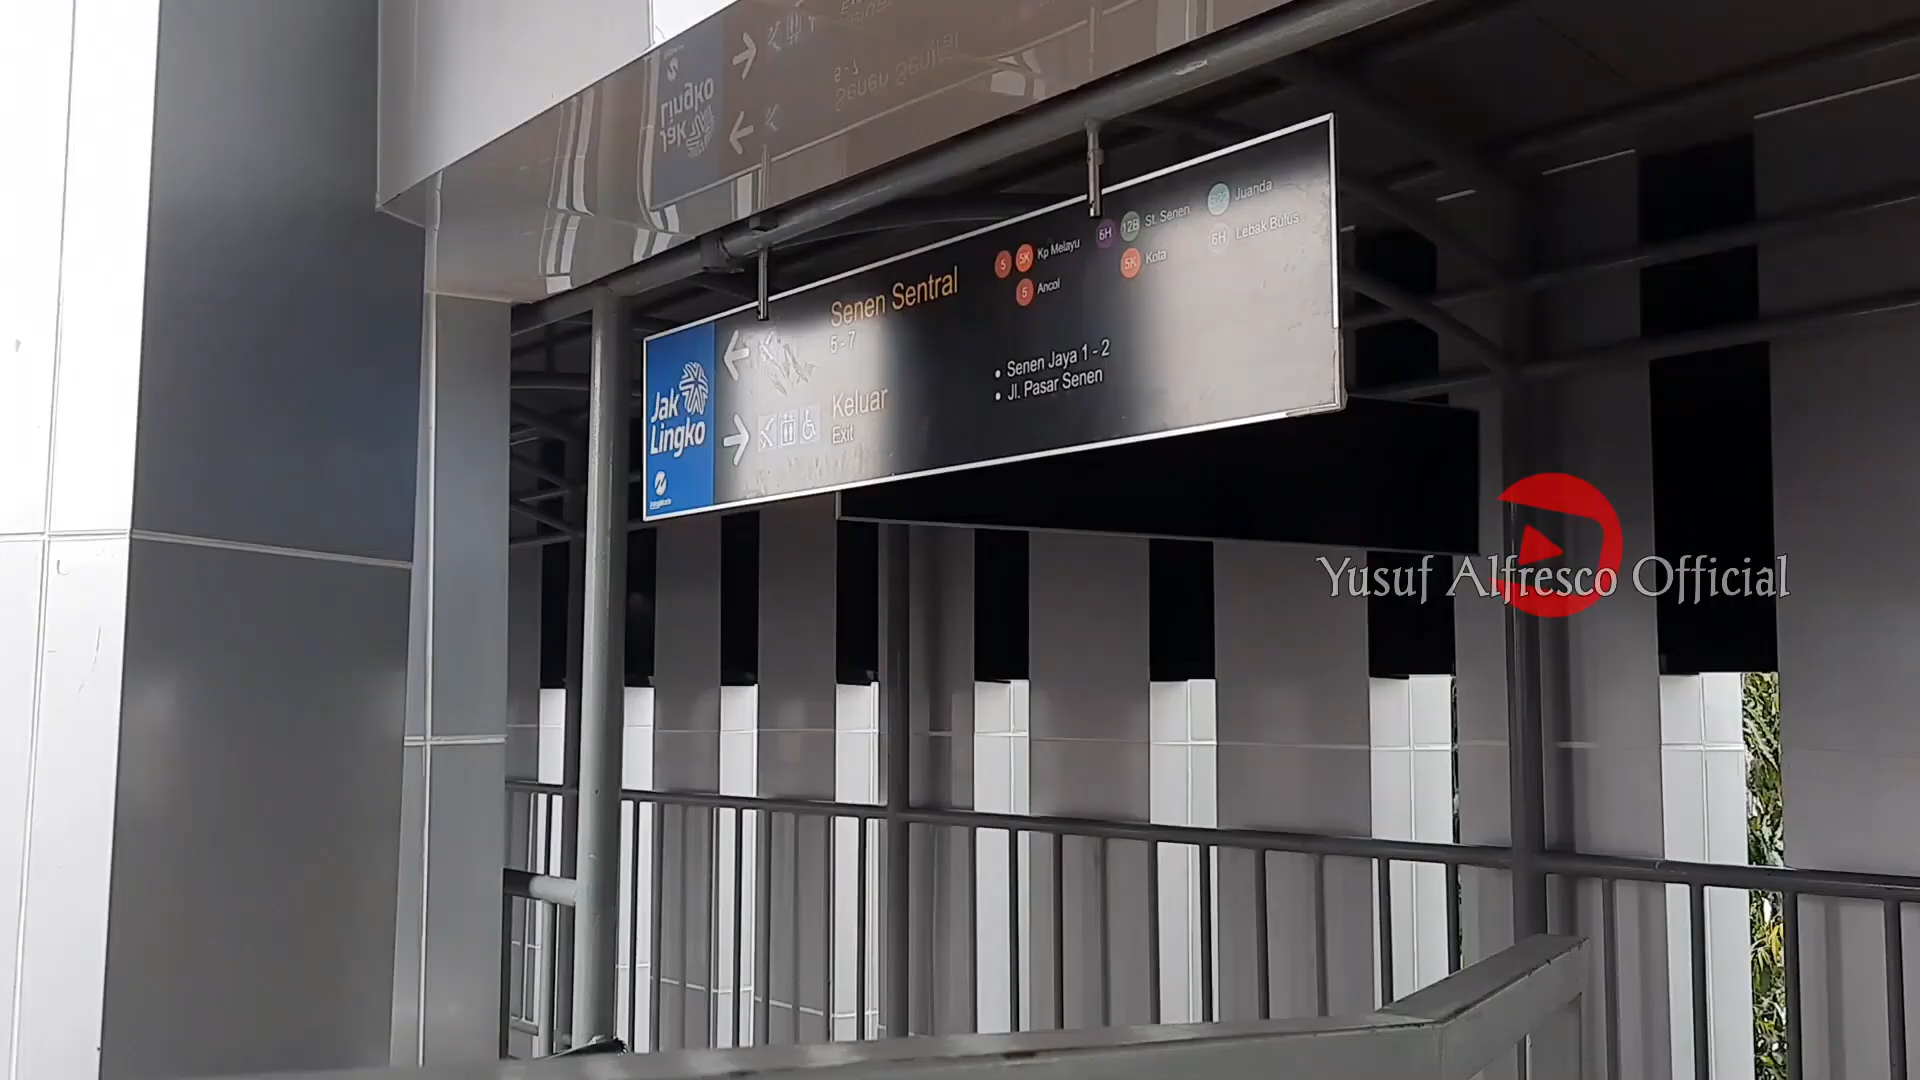 Jak
Lingko
Senen Sentral
5 - 7
5 5K Kp Melayu
5 Ancol
6H 12B St. Senen
5K Kota
Juanda
6H Lebak Bulus
Keluar
Exit
• Senen Jaya 1 - 2
• Jl. Pasar Senen
Yusuf Alfresco Official